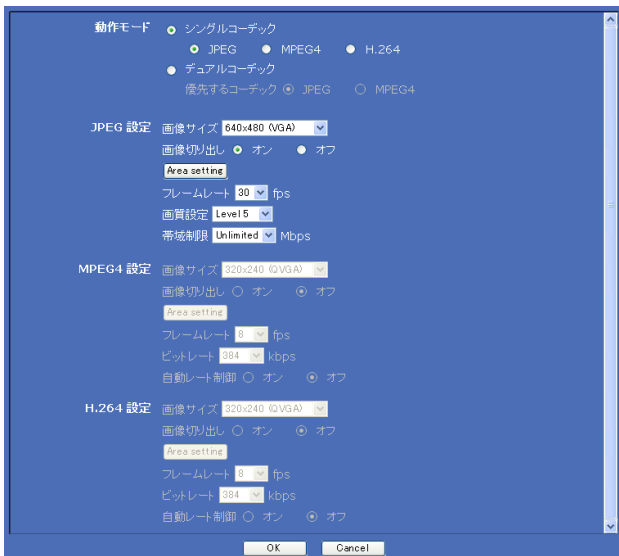 動作モード シングルコーデック
JPEG MPEG4 H.264
デュアルコーデック
優先するコーデック JPEG MPEG4
JPEG 設定 画像サイズ 640x480 (VGA)
画像切り出し オン オフ
Area setting
フレームレート 30 fps
画質設定 Level 5
帯域制限 Unlimited Mbps
MPEG4 設定 画像サイズ 320x240 (QVGA)
画像切り出し オン オフ
Area setting
フレームレート 8 fps
ビットレート 384 kbps
自動レート制御 オン オフ
H.264 設定 画像サイズ 320x240 (QVGA)
画像切り出し オン オフ
Area setting
フレームレート 8 fps
ビットレート 384 kbps
自動レート制御 オン オフ
OK Cancel